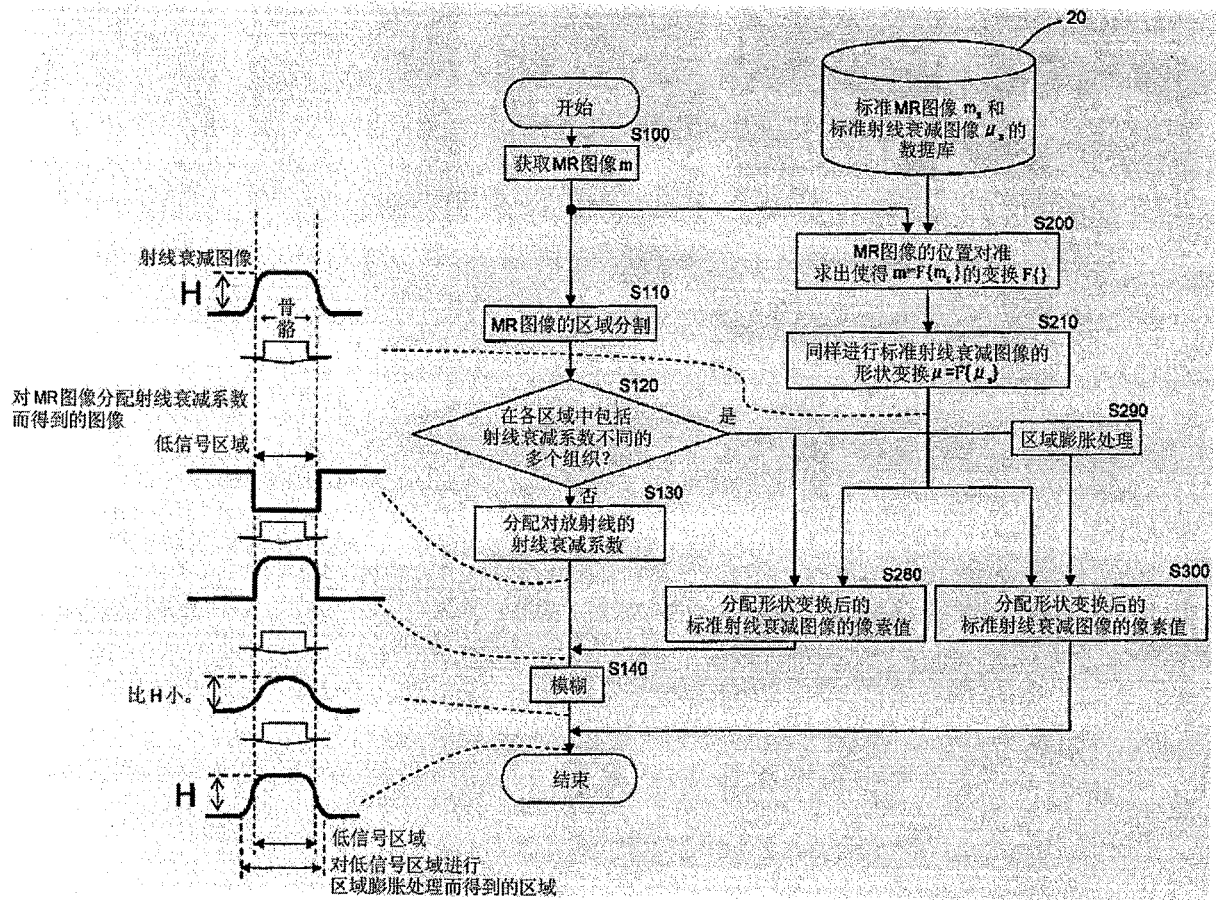 20
标准MR图像 mₛ 和
标准射线衰减图像 μₛ 的
数据库
开始
S100
获取MR图像 m
S200
MR图像的位置对准
求出使得 m=F{mₛ}的变换 F{}
S110
MR图像的区域分割
S210
同样进行标准射线衰减图像的
形状变换 μ=F{μₛ}
S120
在各区域中包括
射线衰减系数不同的
多个组织?
是
否
S290
区域膨胀处理
S130
分配对放射线的
射线衰减系数
S280
分配形状变换后的
标准射线衰减图像的像素值
S300
分配形状变换后的
标准射线衰减图像的像素值
S140
模糊
结束
射线衰减图像
H
骨
骼
对MR图像分配射线衰减系数
而得到的图像
低信号区域
比H小。
H
低信号区域
对低信号区域进行
区域膨胀处理而得到的区域